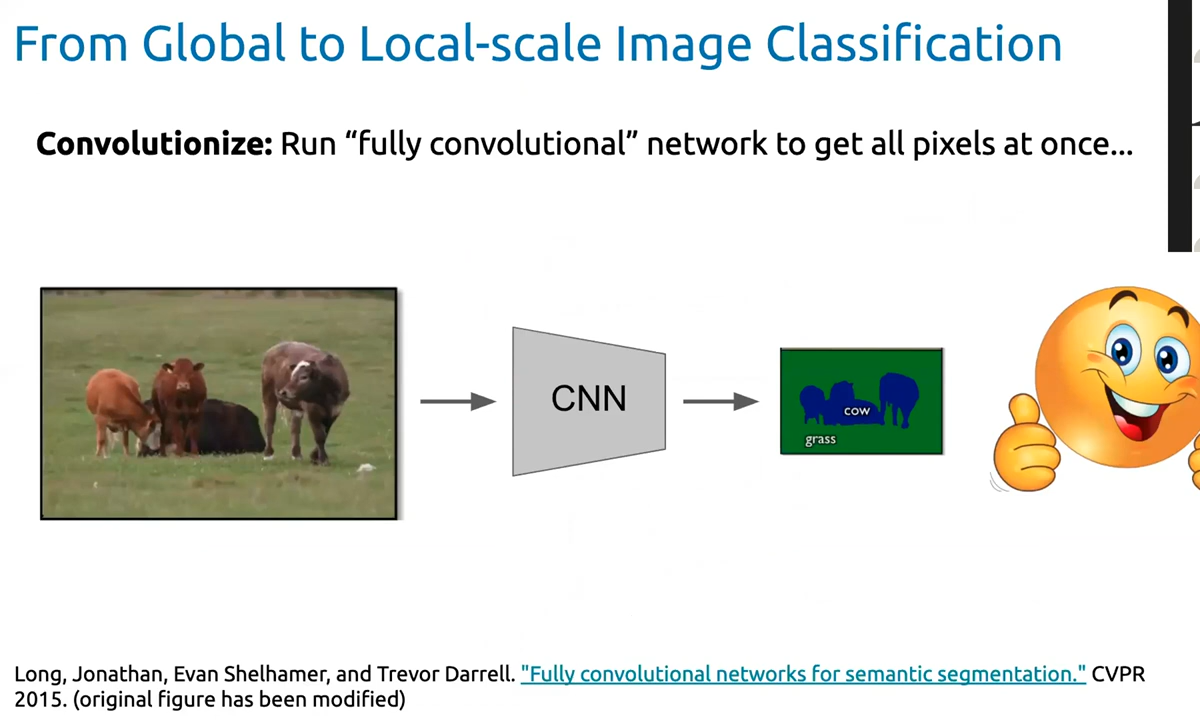 From Global to Local-scale Image Classification
Convolutionize: Run “fully convolutional” network to get all pixels at once...
CNN
cow
grass
Long, Jonathan, Evan Shelhamer, and Trevor Darrell. "Fully convolutional networks for semantic segmentation." CVPR
2015. (original figure has been modified)